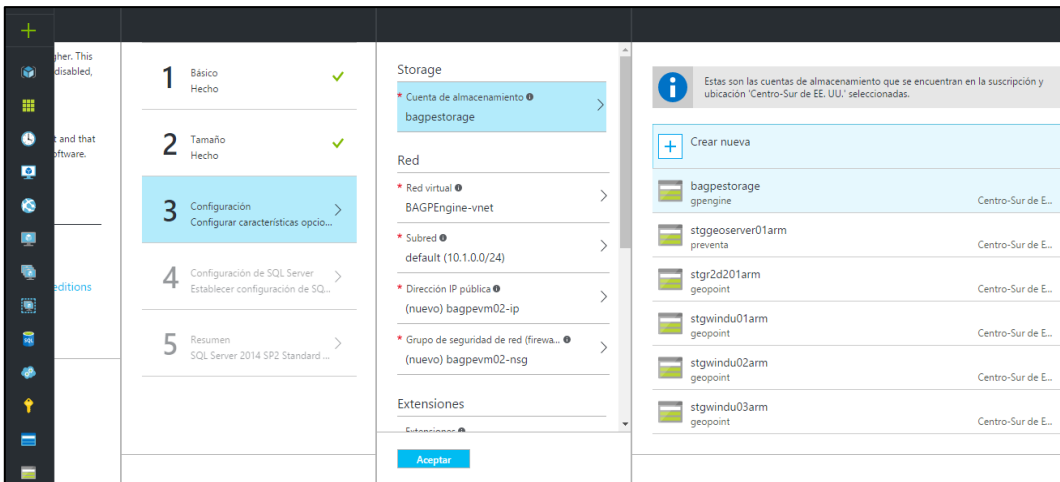 gher. This
disabled,
t and that
oftware.
editions
1
Básico
Hecho
2
Tamaño
Hecho
3
Configuración
Configurar características opcio...
4
Configuración de SQL Server
Establecer configuración de SQ...
5
Resumen
SQL Server 2014 SP2 Standard ...
Storage
* Cuenta de almacenamiento
bagpestorage
Red
* Red virtual
BAGPEngine-vnet
* Subred
default (10.1.0.0/24)
* Dirección IP pública
(nuevo) bagpevm02-ip
* Grupo de seguridad de red (firewa...
(nuevo) bagpevm02-nsg
Extensiones
Extensiones
Aceptar
Estas son las cuentas de almacenamiento que se encuentran en la suscripción y
ubicación 'Centro-Sur de EE. UU.' seleccionadas.
Crear nueva
bagpestorage
gpengine
Centro-Sur de E...
stggeoserver01arm
preventa
Centro-Sur de E...
stgr2d201arm
geopoint
Centro-Sur de E...
stgwindu01arm
geopoint
Centro-Sur de E...
stgwindu02arm
geopoint
Centro-Sur de E...
stgwindu03arm
geopoint
Centro-Sur de E...